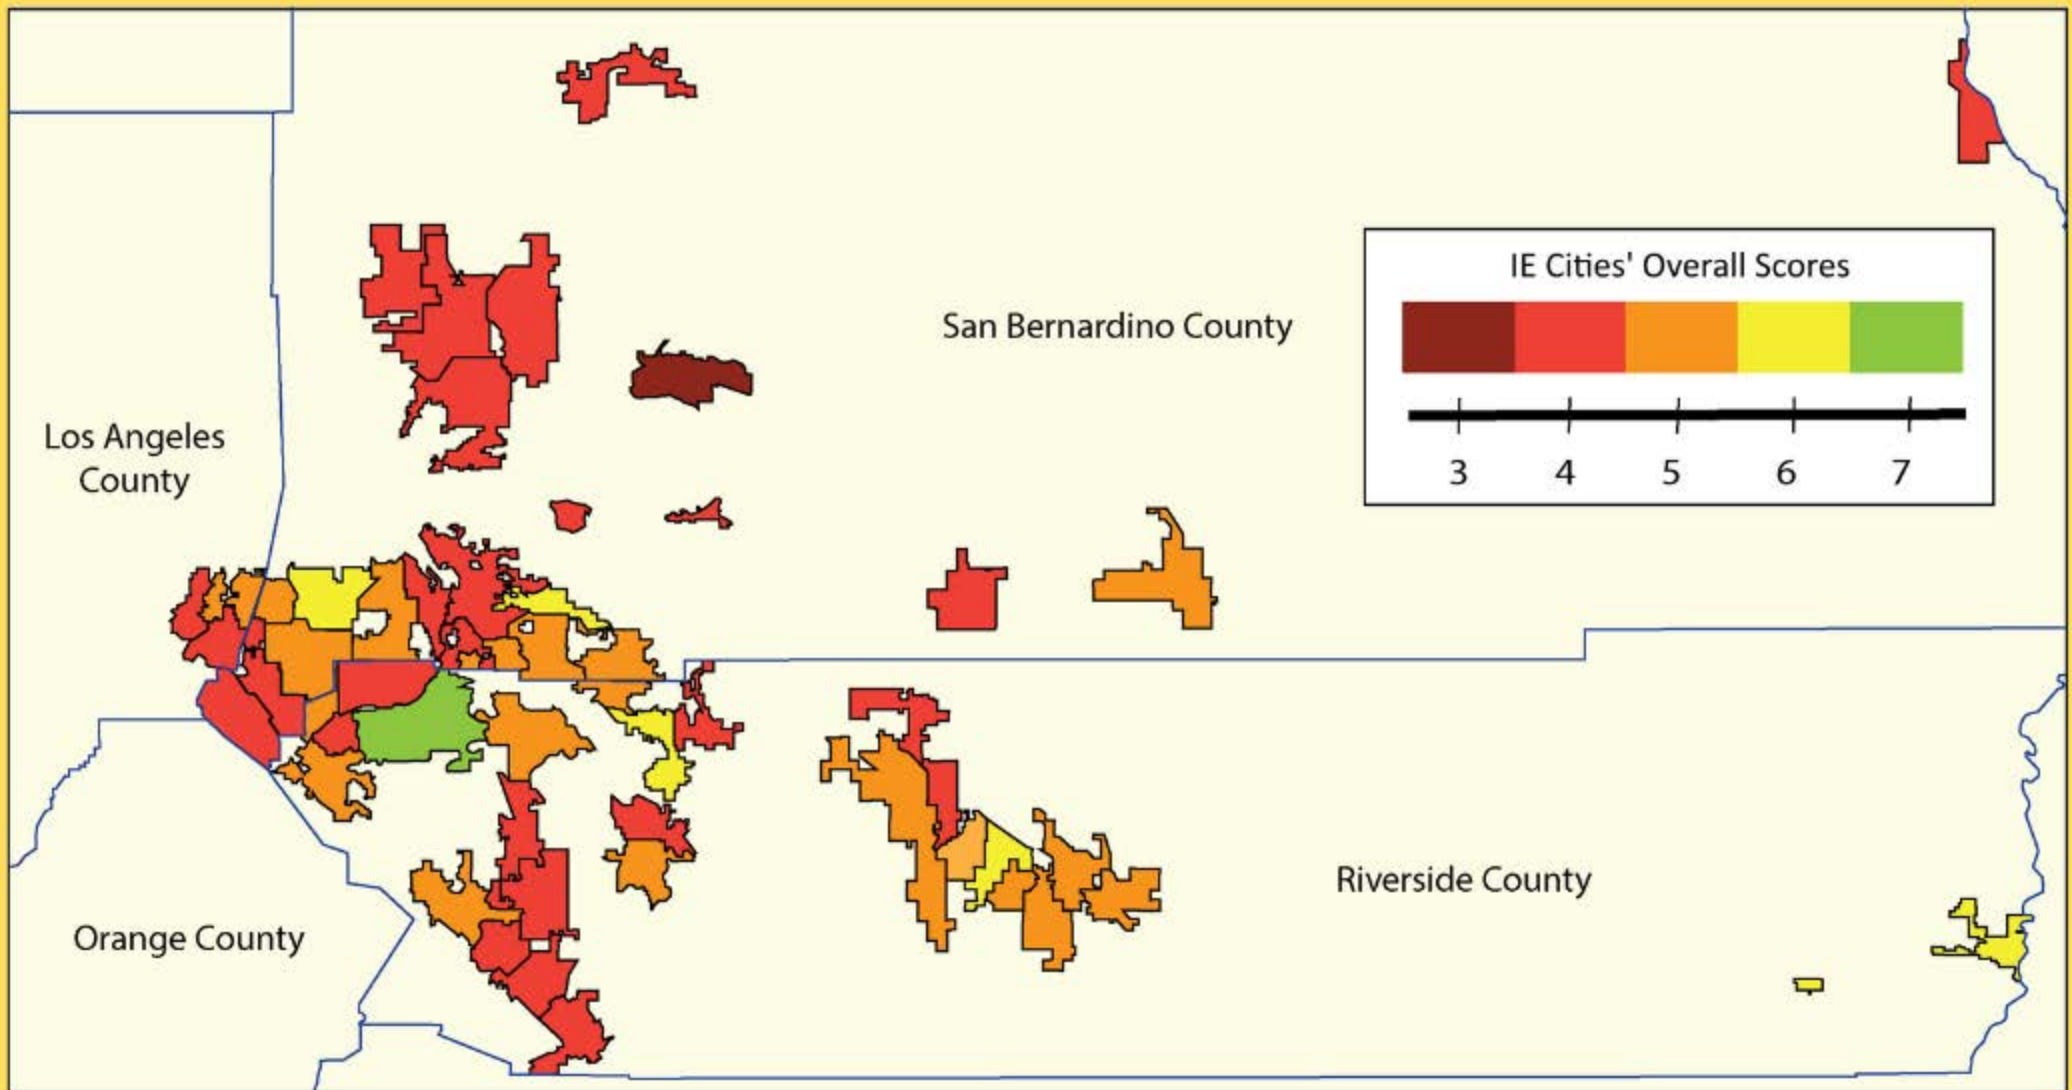 San Bernardino County
IE Cities' Overall Scores
3 4 5 6 7
Los Angeles
County
Orange County
Riverside County